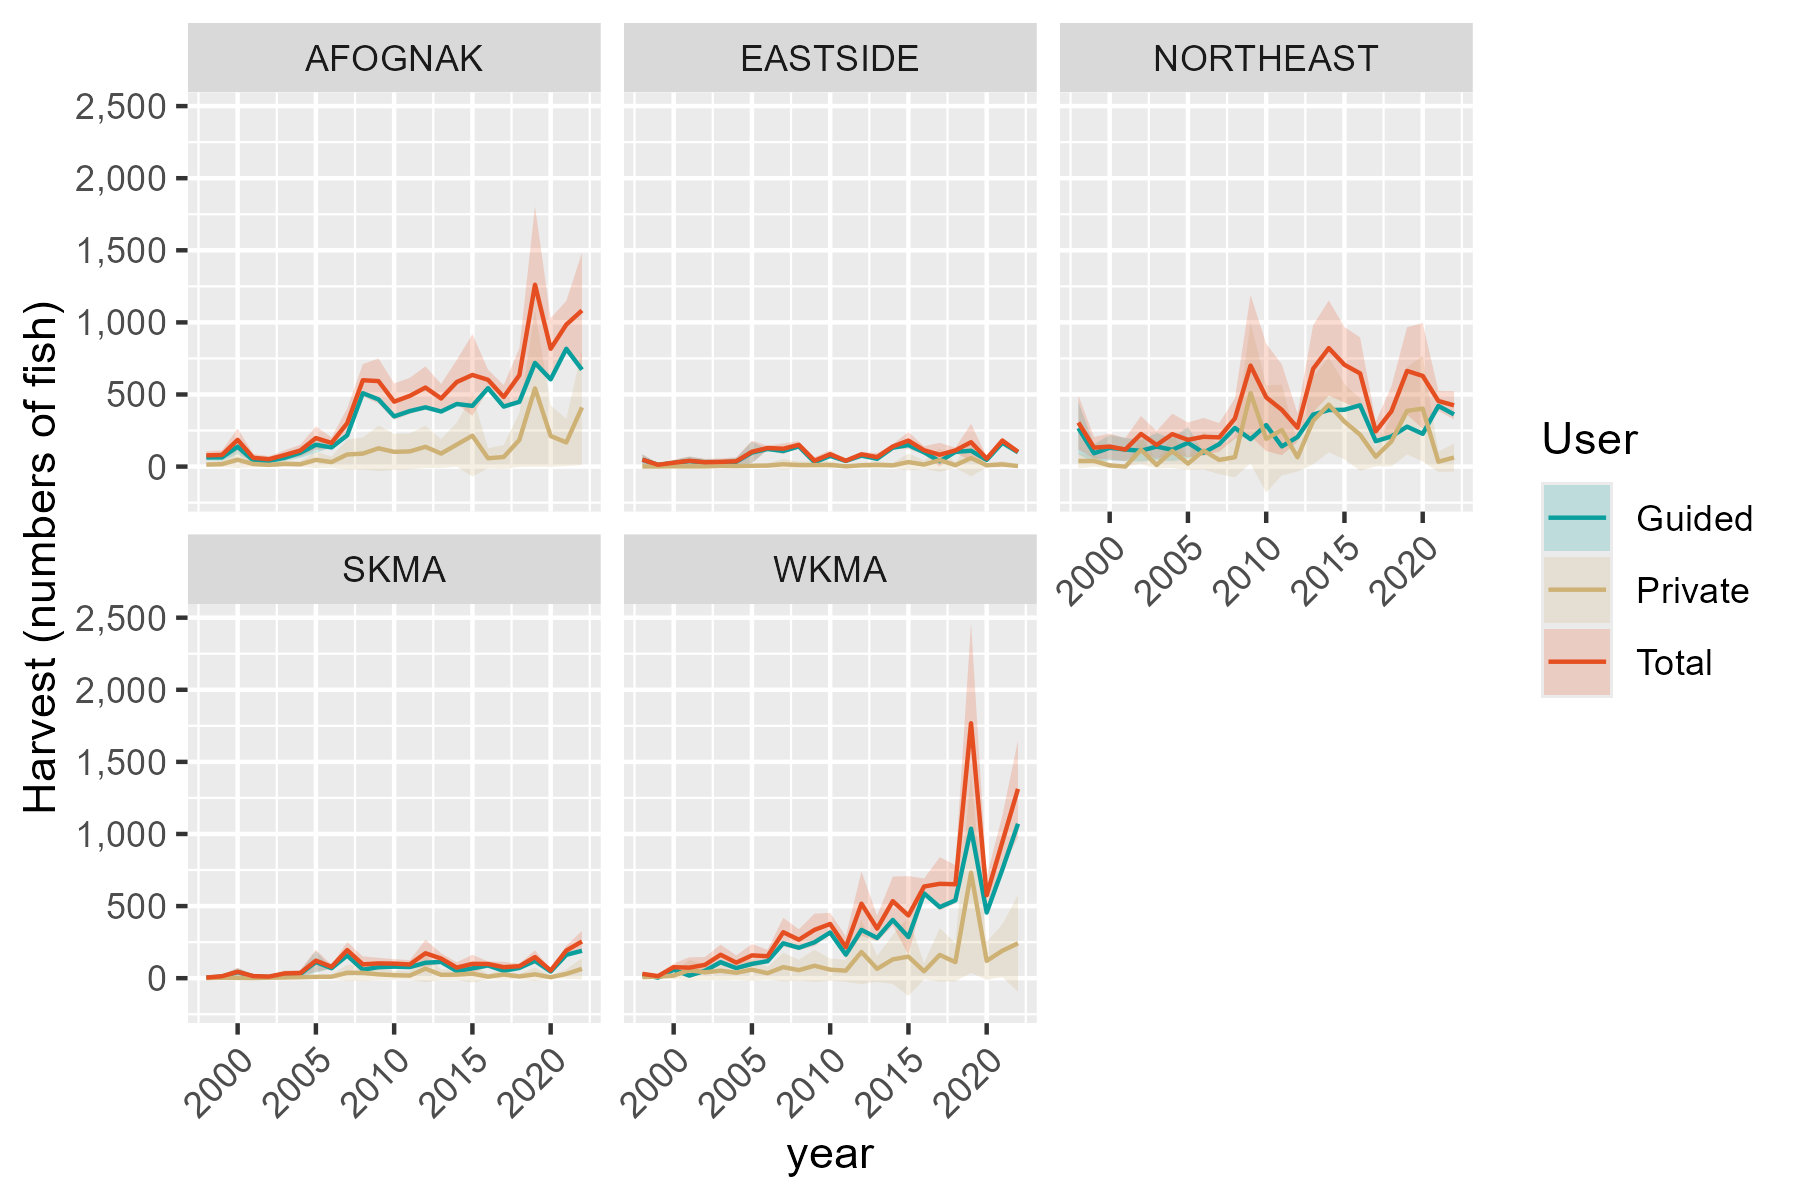 AFOGNAK
EASTSIDE
NORTHEAST
2,500
2,000
1,500
1,000
500
0
2000
2005
2010
2015
2020
SKMA
WKMA
2,500
2,000
1,500
1,000
500
0
2000
2005
2010
2015
2020
2000
2005
2010
2015
2020
year
Harvest (numbers of fish)
User
Guided
Private
Total